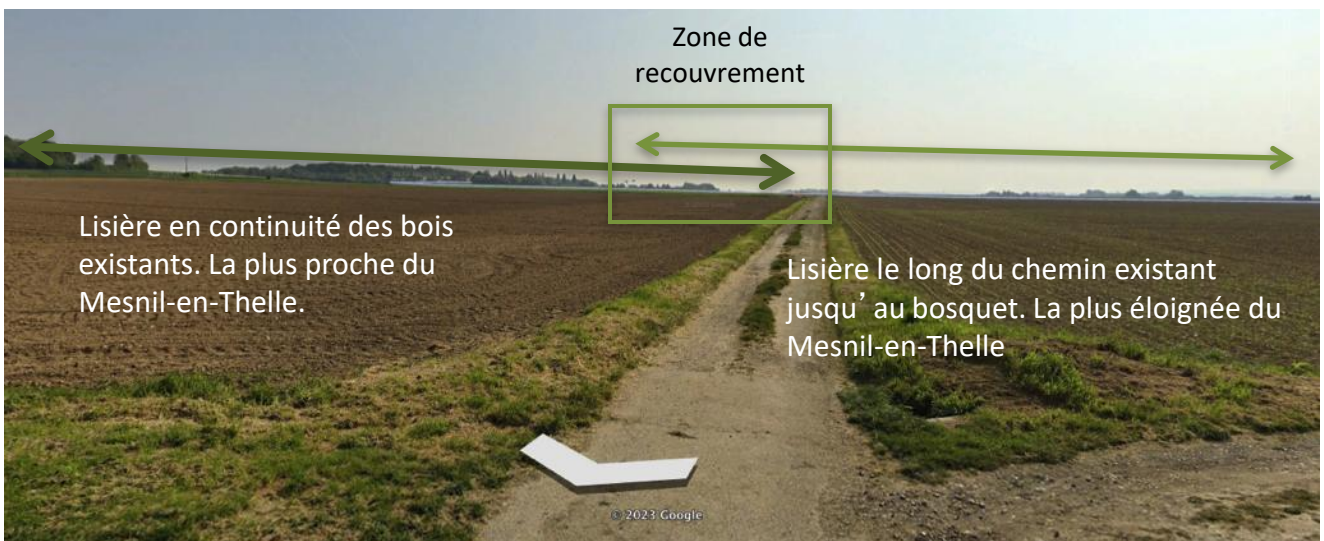 Zone de
recouvrement
Lisière en continuité des bois
existants. La plus proche du
Mesnil-en-Thelle.
Lisière le long du chemin existant
jusqu’ au bosquet. La plus éloignée du
Mesnil-en-Thelle
© 2023 Google